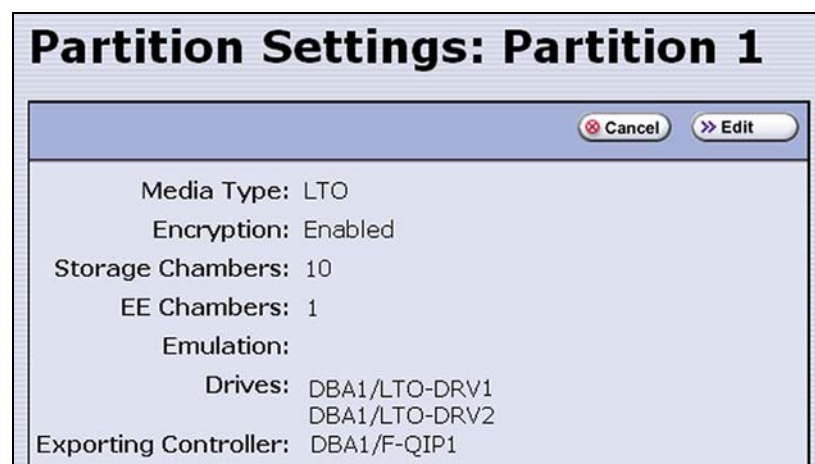 Partition Settings: Partition 1
Cancel Edit
Media Type: LTO
Encryption: Enabled
Storage Chambers: 10
EE Chambers: 1
Emulation:
Drives: DBA1/LTO-DRV1
DBA1/LTO-DRV2
Exporting Controller: DBA1/F-QIP1